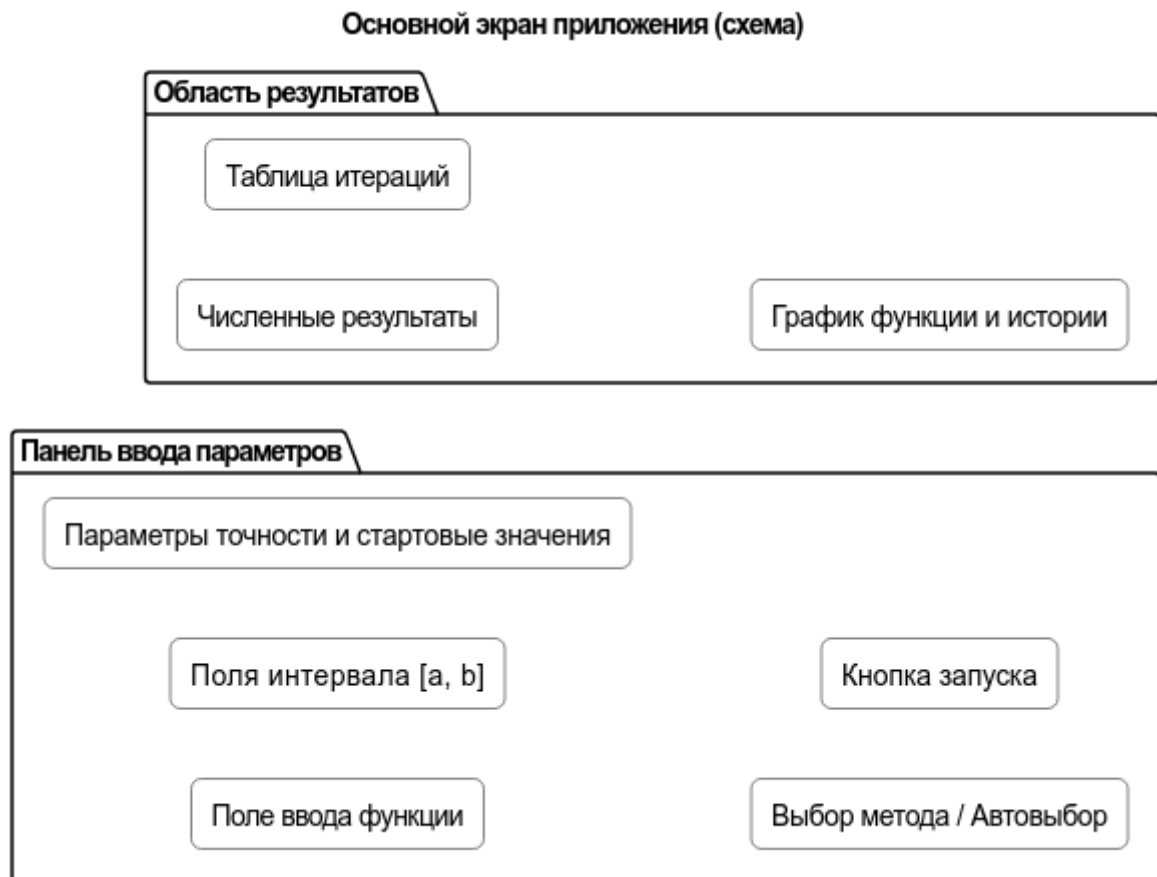 Основной экран приложения (схема)
Область результатов
Таблица итераций
Численные результаты
График функции и истории
Панель ввода параметров
Параметры точности и стартовые значения
Поля интервала [a, b]
Кнопка запуска
Поле ввода функции
Выбор метода / Автовыбор